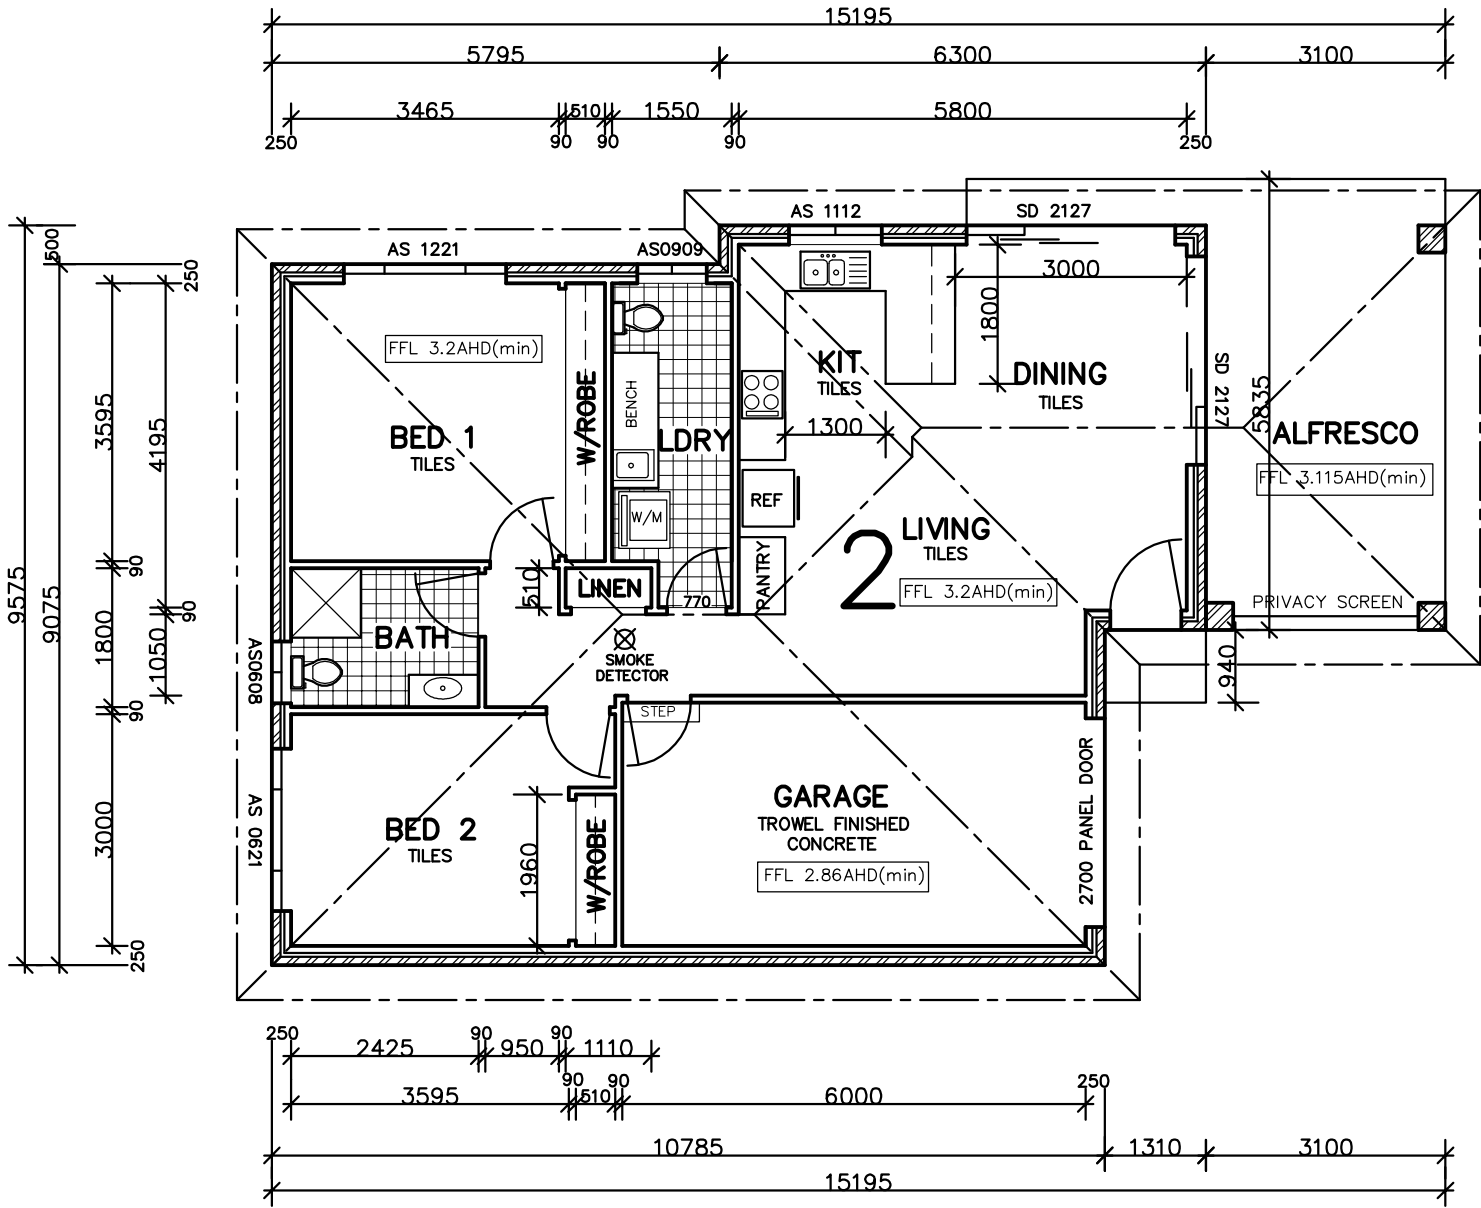 15195
5795 6300 3100
3465 510 1550 5800
250 90 90 90 250
AS 1221 AS0909 AS 1112 SD 2127
500
250
3000
1800
FFL 3.2AHD(min)
KIT
TILES
DINING
TILES
SD 2127
5835
3595
4195
BENCH
W/ROBE
1300
BED 1
TILES
LDRY
ALFRESCO
FFL 3.115AHD(min)
REF
W/M
2
LIVING
TILES
FFL 3.2AHD(min)
PANTRY
9575
9075
90
510
LINEN
770
PRIVACY SCREEN
90
1800
1050
BATH
AS0608
SMOKE
DETECTOR
940
90
STEP
2700 PANEL DOOR
GARAGE
TROWEL FINISHED
CONCRETE
FFL 2.86AHD(min)
3000
AS 0621
BED 2
TILES
1960
W/ROBE
250
250 90 90
2425 950 1110
90 90 250
3595 510 6000
10785 1310 3100
15195